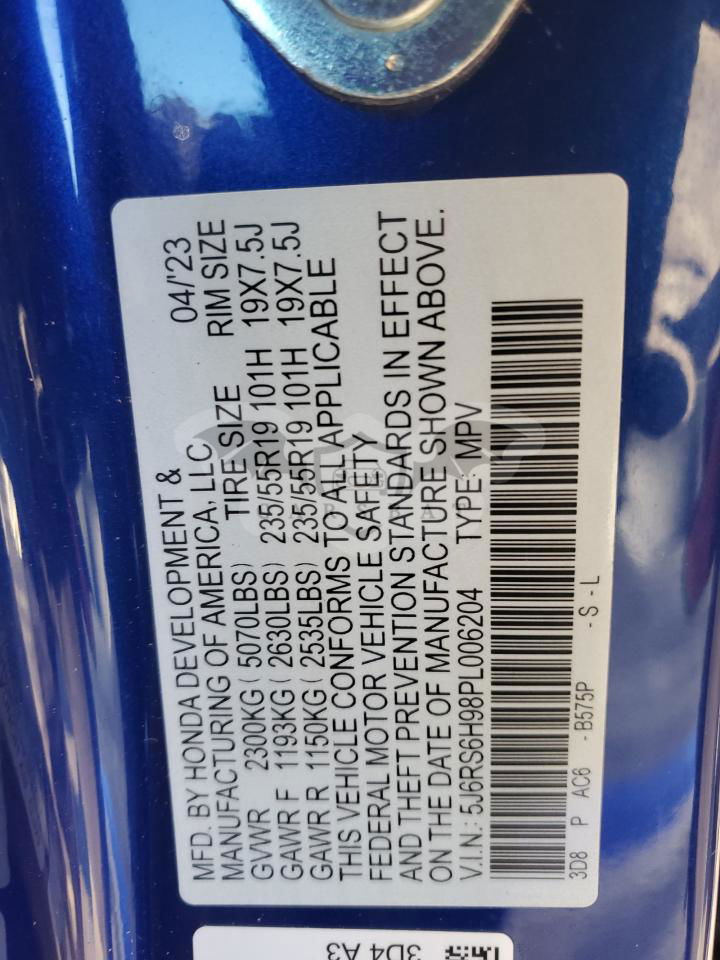 MFD. BY HONDA DEVELOPMENT &
MANUFACTURING OF AMERICA, LLC 04/'23
TIRE SIZE RIM SIZE
GVWR 2300KG ( 5070LBS)
GAWR F 1193KG ( 2630LBS) 235/55R19 101H 19X7.5J
GAWR R 1150KG ( 2535LBS) 235/55R19 101H 19X7.5J
THIS VEHICLE CONFORMS TO ALL APPLICABLE
FEDERAL MOTOR VEHICLE SAFETY
AND THEFT PREVENTION STANDARDS IN EFFECT
ON THE DATE OF MANUFACTURE SHOWN ABOVE.
V.I.N.: 5J6RS6H98PL006204 TYPE: MPV
3D8 P AC6 -B575P -S-L
3D4 A3